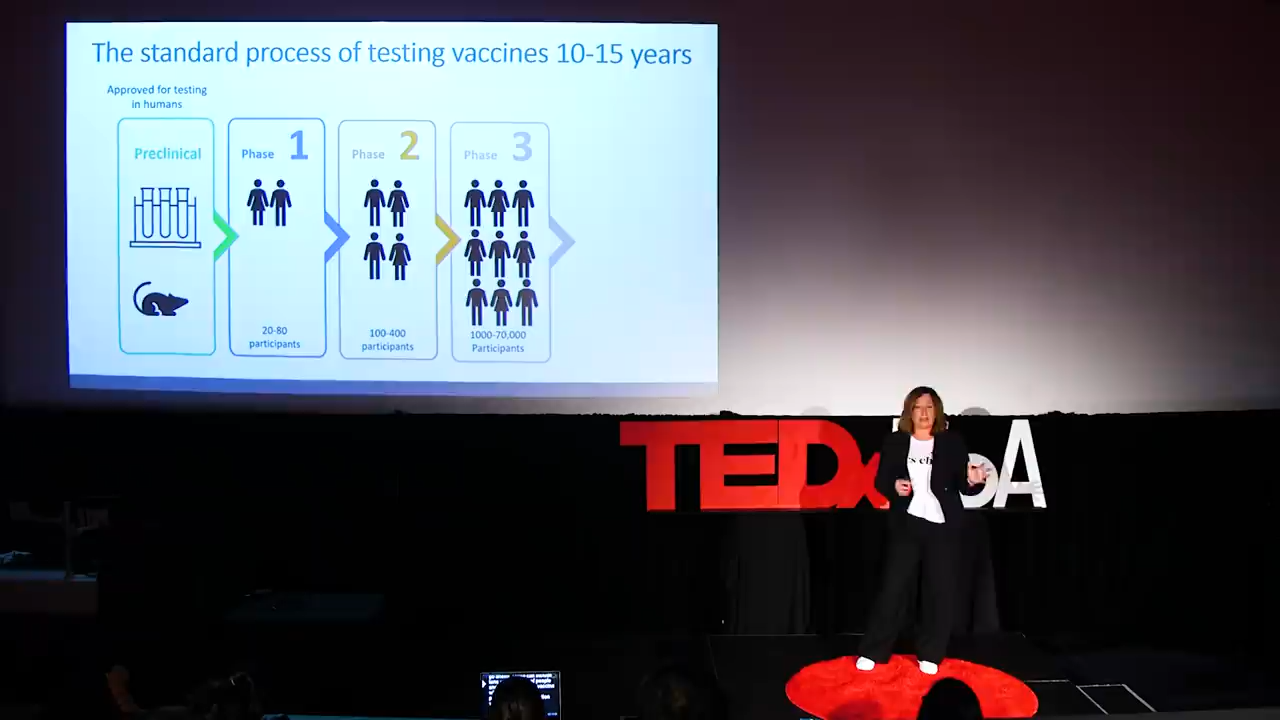 The standard process of testing vaccines 10-15 years
Approved for testing
in humans
Preclinical
Phase 1
Phase 2
Phase 3
20-80
participants
100-400
participants
1000-70,000
Participants
TEDx
A